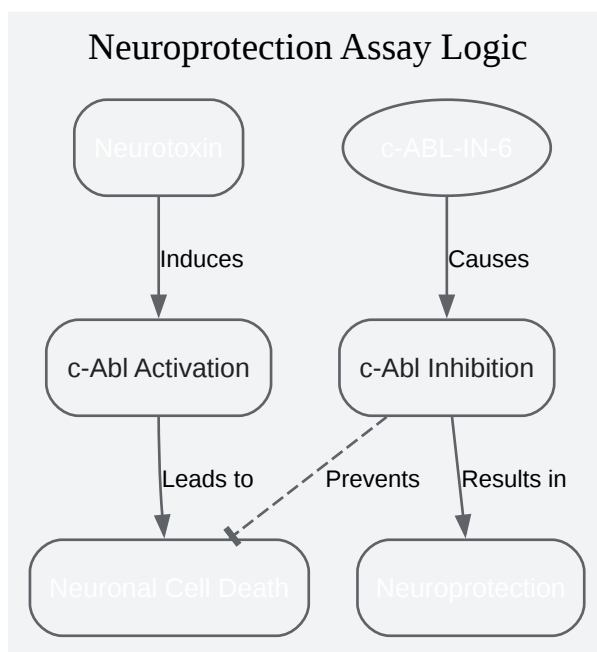 Neuroprotection Assay Logic
Neurotoxin
c-ABL-IN-6
Induces
Causes
c-Abl Activation
c-Abl Inhibition
Leads to
Prevents
Results in
Neuronal Cell Death
Neuroprotection